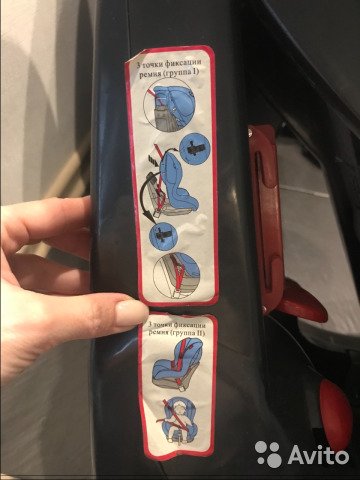 3 точки фиксации
ремня (группа I)
3 точки фиксации
ремня (группа II)
Avito